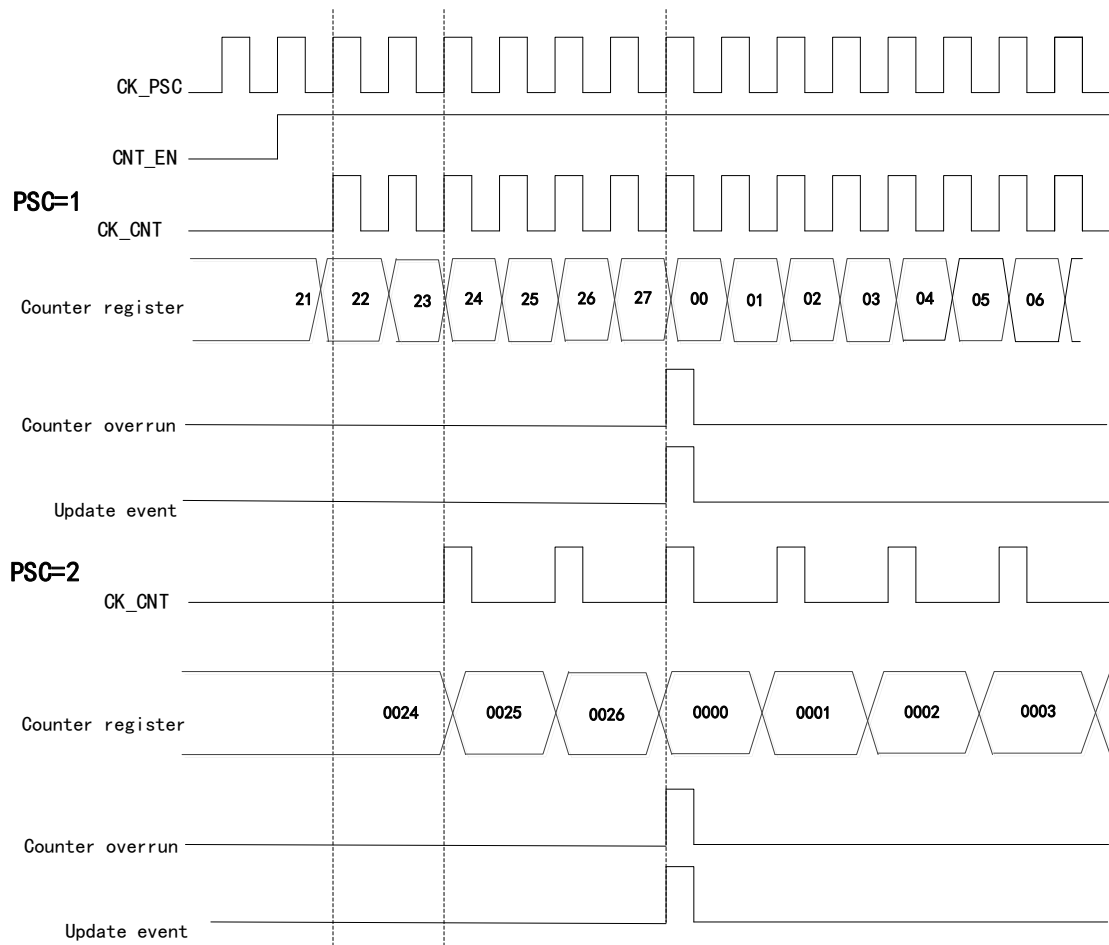 CK_PSC
CNT_EN
PSC=1
CK_CNT
Counter register 21 22 23 24 25 26 27 00 01 02 03 04 05 06
Counter overrun
Update event
PSC=2
CK_CNT
Counter register 0024 0025 0026 0000 0001 0002 0003
Counter overrun
Update event